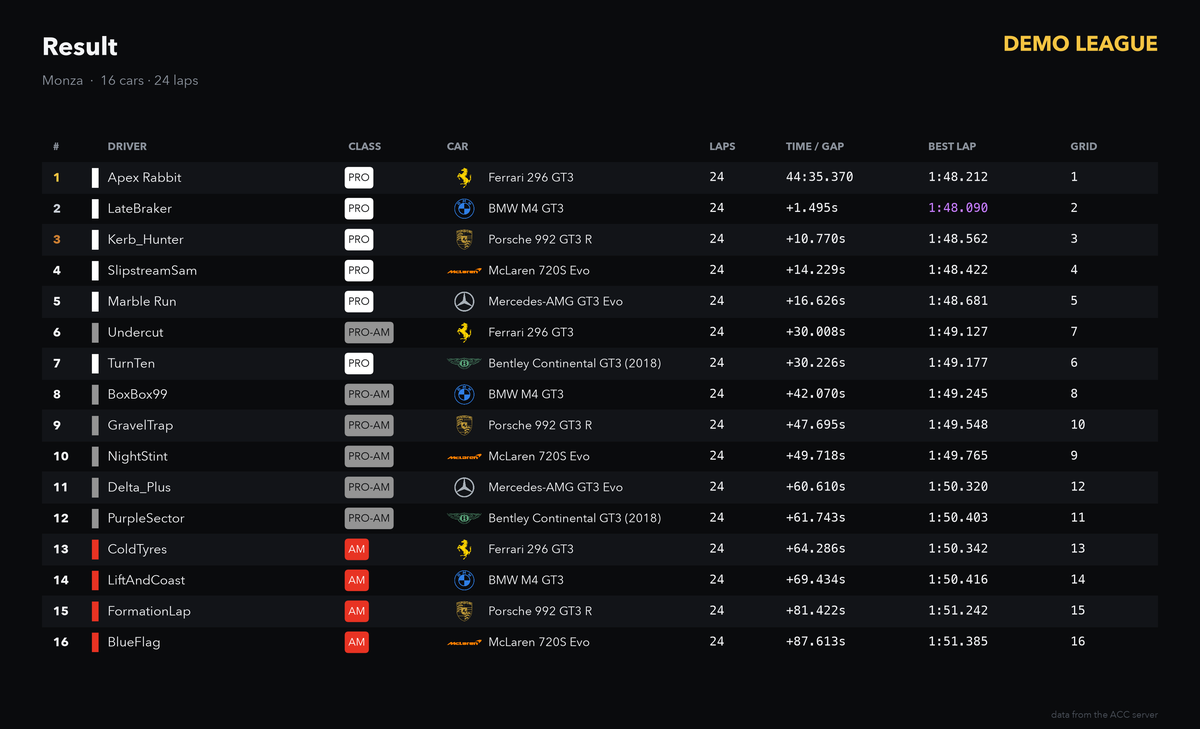 Result
DEMO LEAGUE
Monza · 16 cars · 24 laps
# DRIVER CLASS CAR LAPS TIME / GAP BEST LAP GRID
1 Apex Rabbit PRO Ferrari 296 GT3 24 44:35.370 1:48.212 1
2 LateBraker PRO BMW M4 GT3 24 +1.495s 1:48.090 2
3 Kerb_Hunter PRO Porsche 992 GT3 R 24 +10.770s 1:48.562 3
4 SlipstreamSam PRO McLaren McLaren 720S Evo 24 +14.229s 1:48.422 4
5 Marble Run PRO Mercedes-AMG GT3 Evo 24 +16.626s 1:48.681 5
6 Undercut PRO-AM Ferrari 296 GT3 24 +30.008s 1:49.127 7
7 TurnTen PRO Bentley Continental GT3 (2018) 24 +30.226s 1:49.177 6
8 BoxBox99 PRO-AM BMW M4 GT3 24 +42.070s 1:49.245 8
9 GravelTrap PRO-AM Porsche 992 GT3 R 24 +47.695s 1:49.548 10
10 NightStint PRO-AM McLaren McLaren 720S Evo 24 +49.718s 1:49.765 9
11 Delta_Plus PRO-AM Mercedes-AMG GT3 Evo 24 +60.610s 1:50.320 12
12 PurpleSector PRO-AM Bentley Continental GT3 (2018) 24 +61.743s 1:50.403 11
13 ColdTyres AM Ferrari 296 GT3 24 +64.286s 1:50.342 13
14 LiftAndCoast AM BMW M4 GT3 24 +69.434s 1:50.416 14
15 FormationLap AM Porsche 992 GT3 R 24 +81.422s 1:51.242 15
16 BlueFlag AM McLaren McLaren 720S Evo 24 +87.613s 1:51.385 16
data from the ACC server